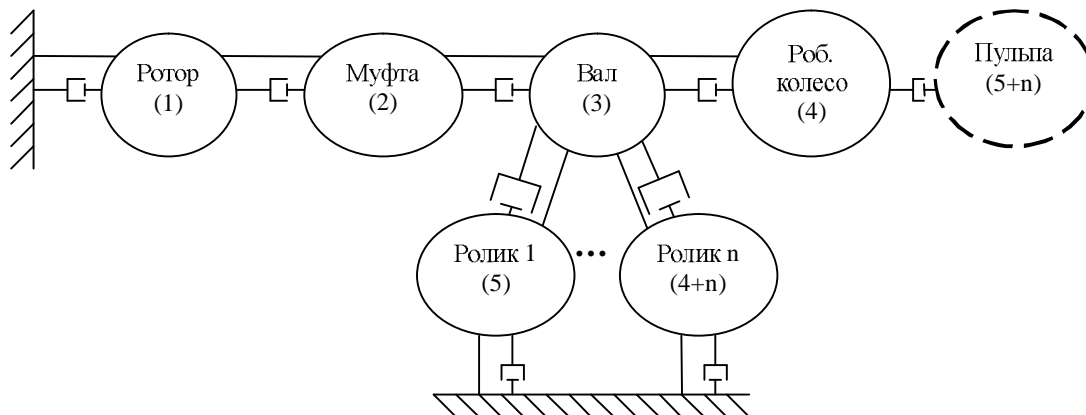 Ротор
(1)
Муфта
(2)
Вал
(3)
Роб.
колесо
(4)
Пульпа
(5+n)
Ролик 1
(5)
...
Ролик n
(4+n)